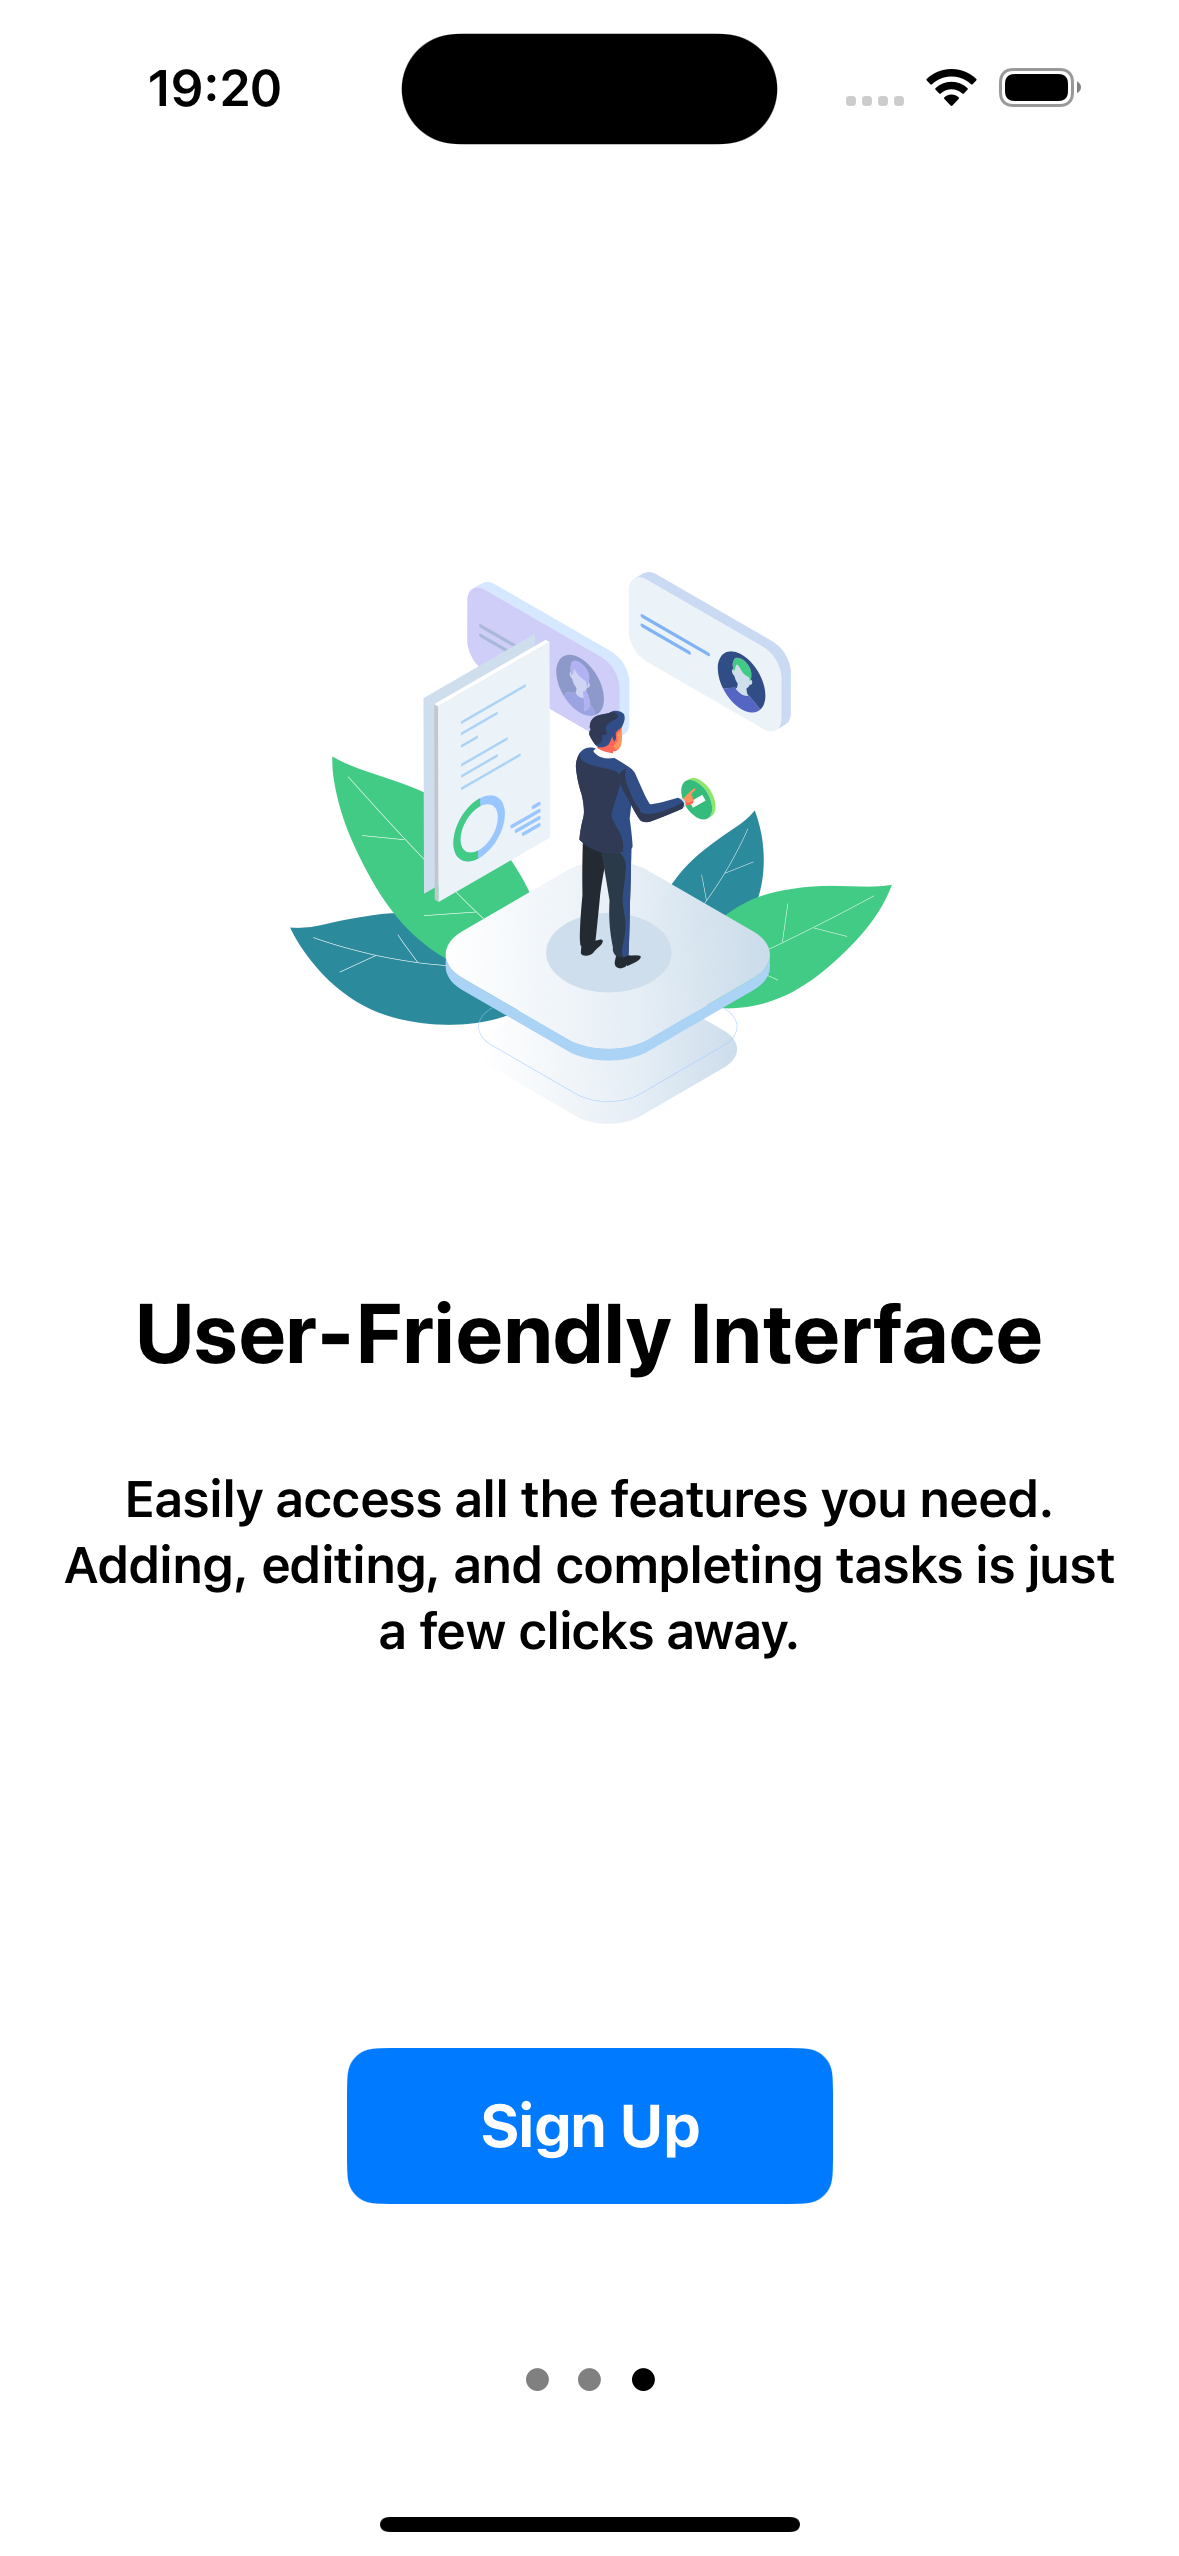 19:20
User-Friendly Interface
Easily access all the features you need.
Adding, editing, and completing tasks is just
a few clicks away.
Sign Up